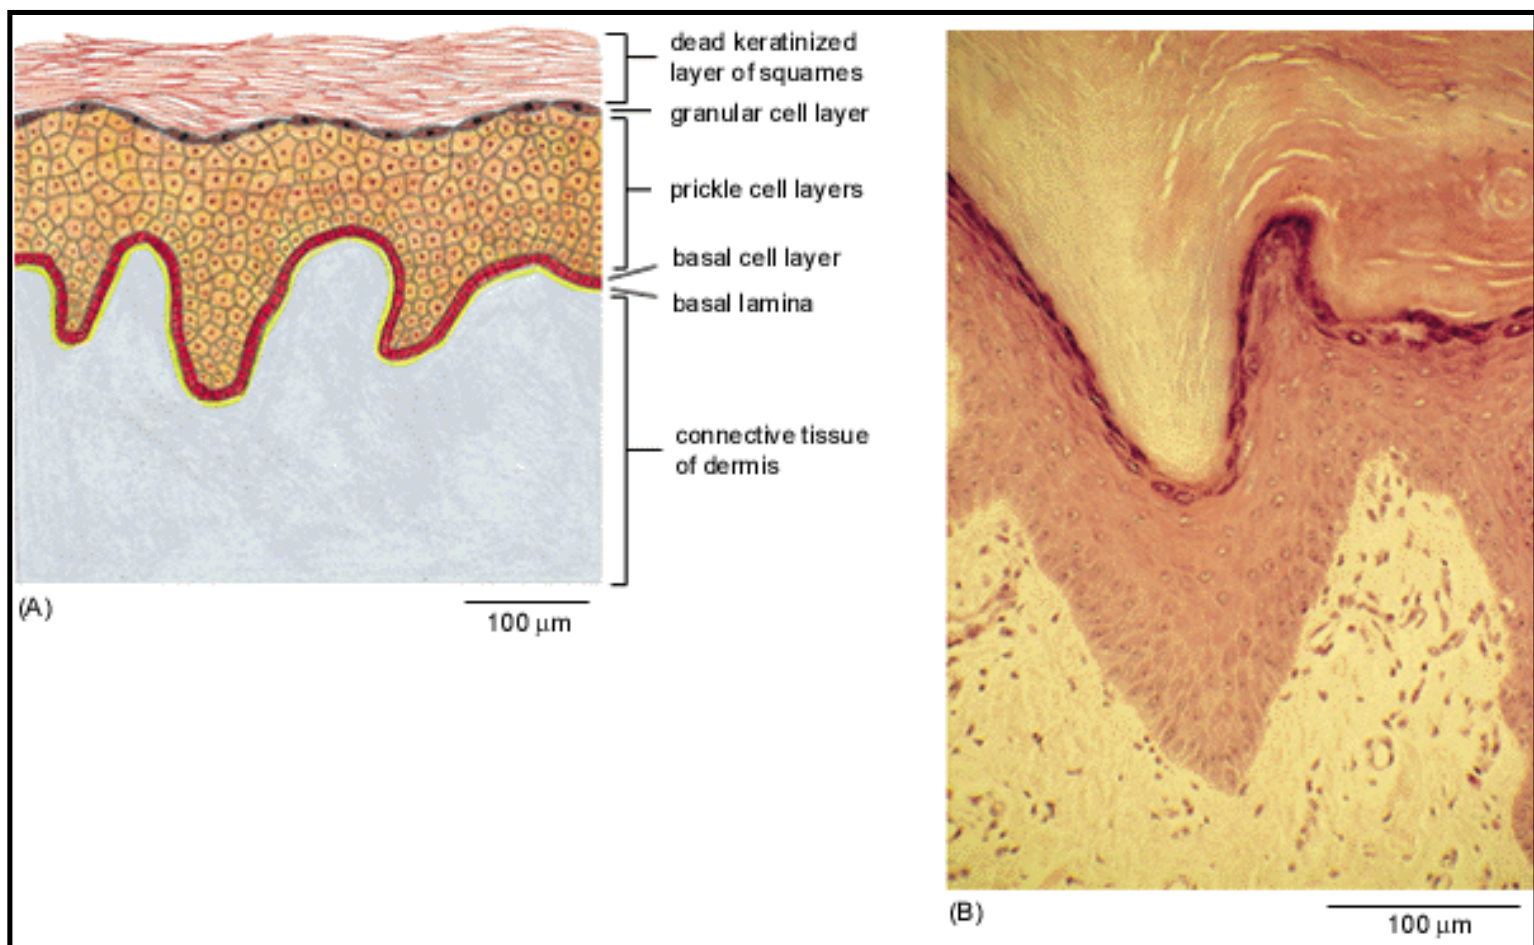 dead keratinized
layer of squames
granular cell layer
prickle cell layers
basal cell layer
basal lamina
connective tissue
of dermis
(A)
100 μm
(B)
100 μm